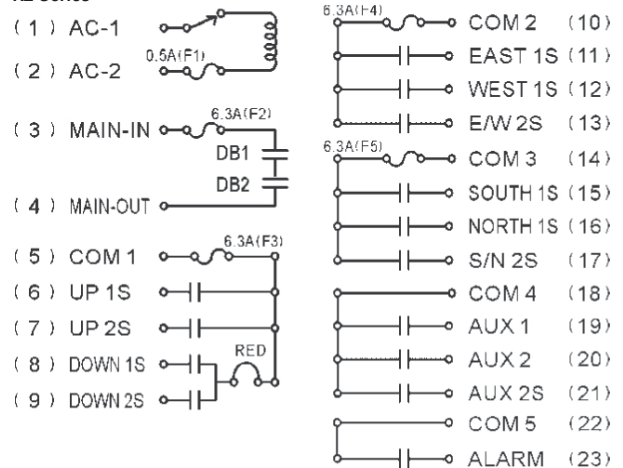 ( 1 ) AC-1
0.5A(F1)
( 2 ) AC-2
6.3A(F2)
( 3 ) MAIN-IN
DB1
DB2
( 4 ) MAIN-OUT
6.3A(F3)
( 5 ) COM 1
( 6 ) UP 1S
( 7 ) UP 2S
RED
( 8 ) DOWN 1S
( 9 ) DOWN 2S
6.3A(F4)
COM 2 (10)
EAST 1S (11)
WEST 1S (12)
E/W 2S (13)
6.3A(F5)
COM 3 (14)
SOUTH 1S (15)
NORTH 1S (16)
S/N 2S (17)
COM 4 (18)
AUX 1 (19)
AUX 2 (20)
AUX 2S (21)
COM 5 (22)
ALARM (23)